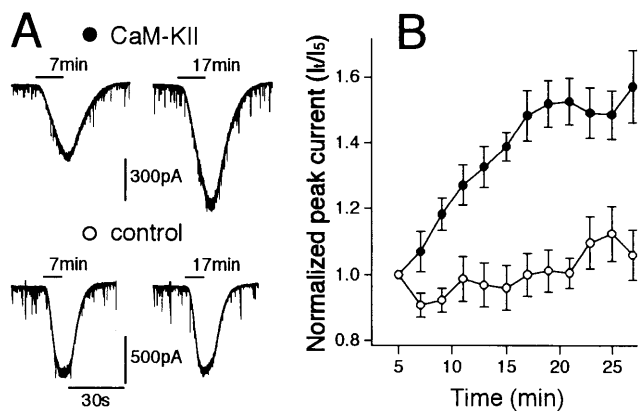 A
● CaM-KII
7min 17min
300pA
○ control
7min 17min
500pA
30s
B
Normalized peak current (It/I5)
1.6
1.4
1.2
1.0
0.8
5 10 15 20 25
Time (min)